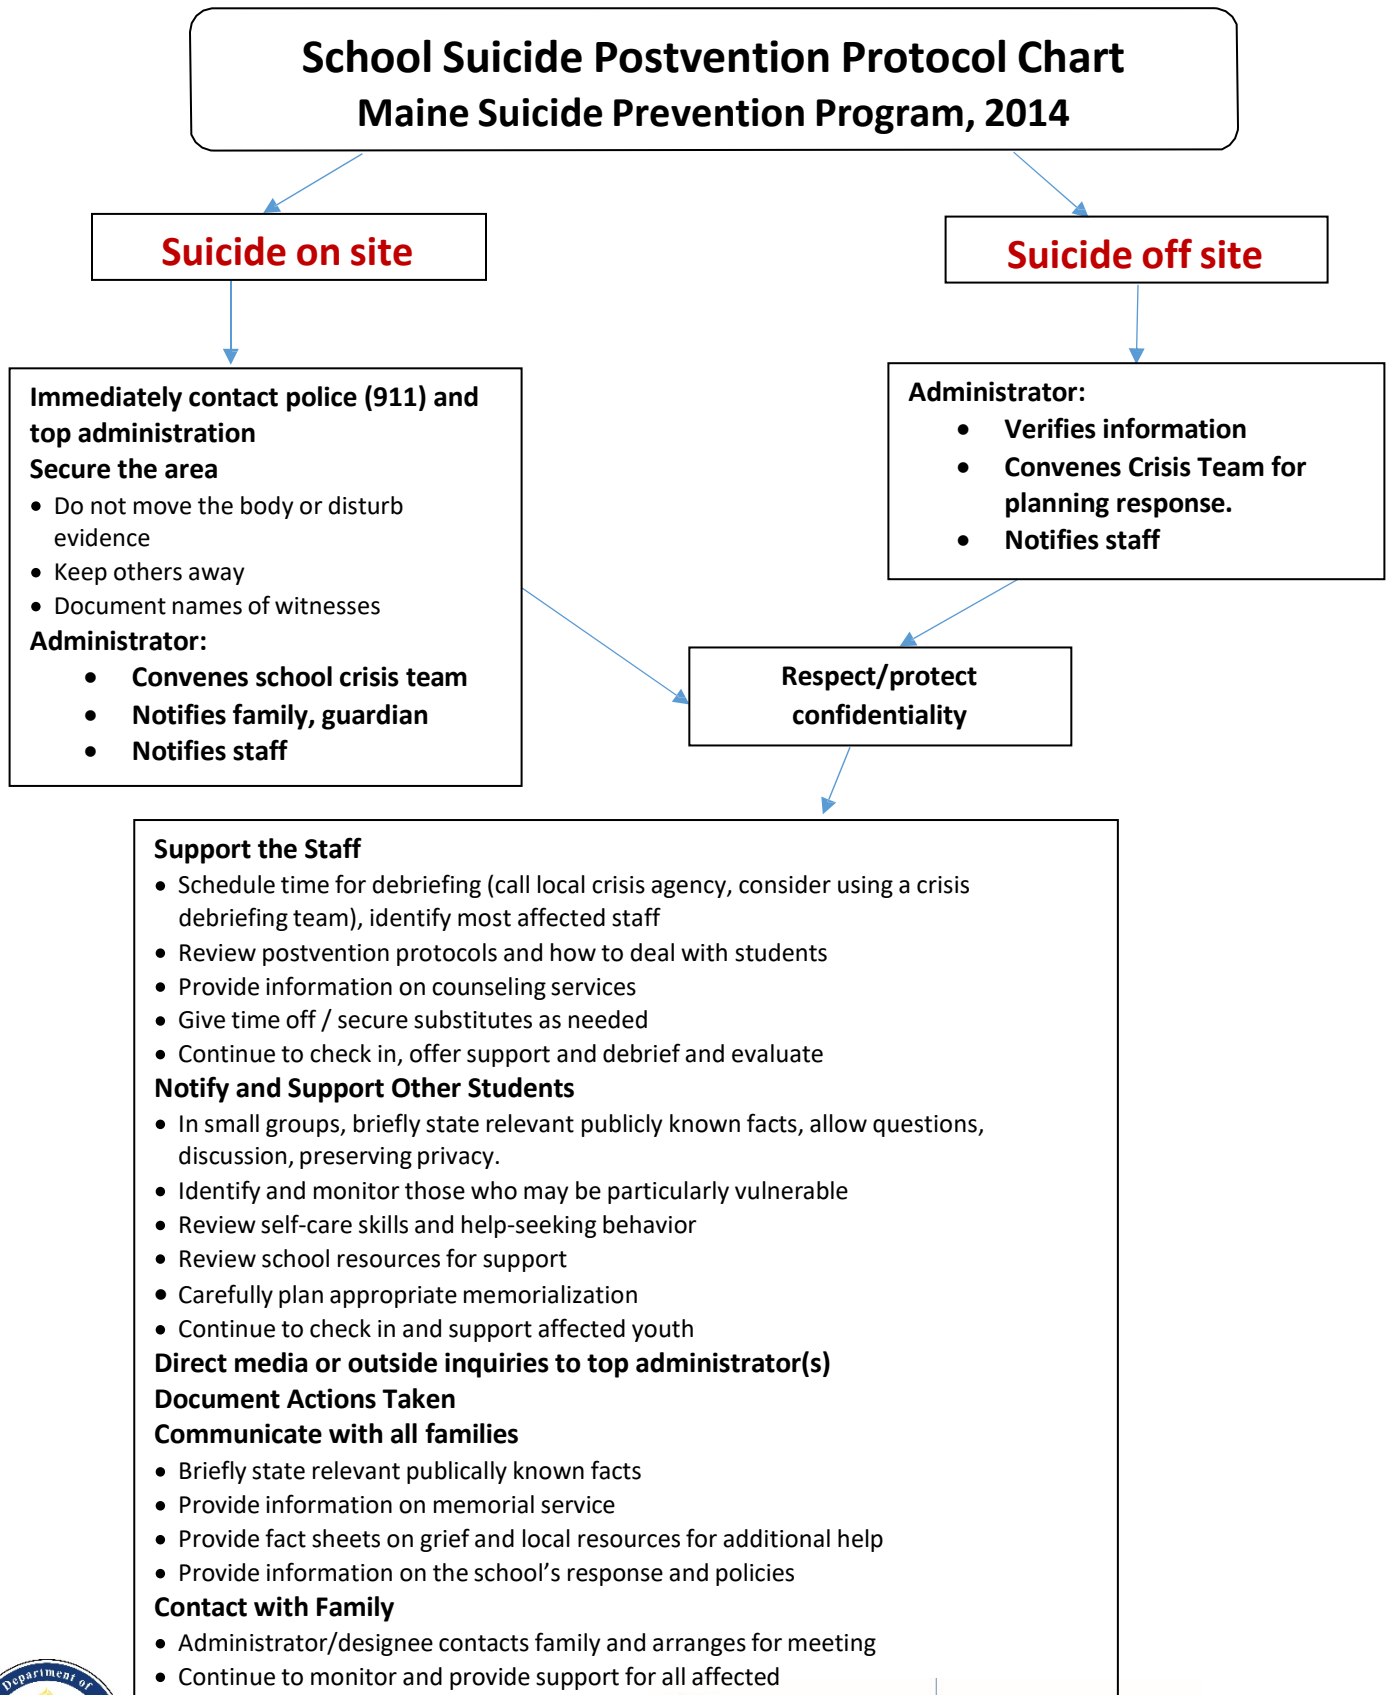 School Suicide Postvention Protocol Chart
Maine Suicide Prevention Program, 2014
Suicide on site
Suicide off site
Immediately contact police (911) and
top administration
Secure the area
• Do not move the body or disturb
evidence
• Keep others away
• Document names of witnesses
Administrator:
• Convenes school crisis team
• Notifies family, guardian
• Notifies staff
Administrator:
• Verifies information
• Convenes Crisis Team for
planning response.
• Notifies staff
Respect/protect
confidentiality
Support the Staff
• Schedule time for debriefing (call local crisis agency, consider using a crisis
debriefing team), identify most affected staff
• Review postvention protocols and how to deal with students
• Provide information on counseling services
• Give time off / secure substitutes as needed
• Continue to check in, offer support and debrief and evaluate
Notify and Support Other Students
• In small groups, briefly state relevant publicly known facts, allow questions,
discussion, preserving privacy.
• Identify and monitor those who may be particularly vulnerable
• Review self-care skills and help-seeking behavior
• Review school resources for support
• Carefully plan appropriate memorialization
• Continue to check in and support affected youth
Direct media or outside inquiries to top administrator(s)
Document Actions Taken
Communicate with all families
• Briefly state relevant publically known facts
• Provide information on memorial service
• Provide fact sheets on grief and local resources for additional help
• Provide information on the school's response and policies
Contact with Family
• Administrator/designee contacts family and arranges for meeting
• Continue to monitor and provide support for all affected
Department of